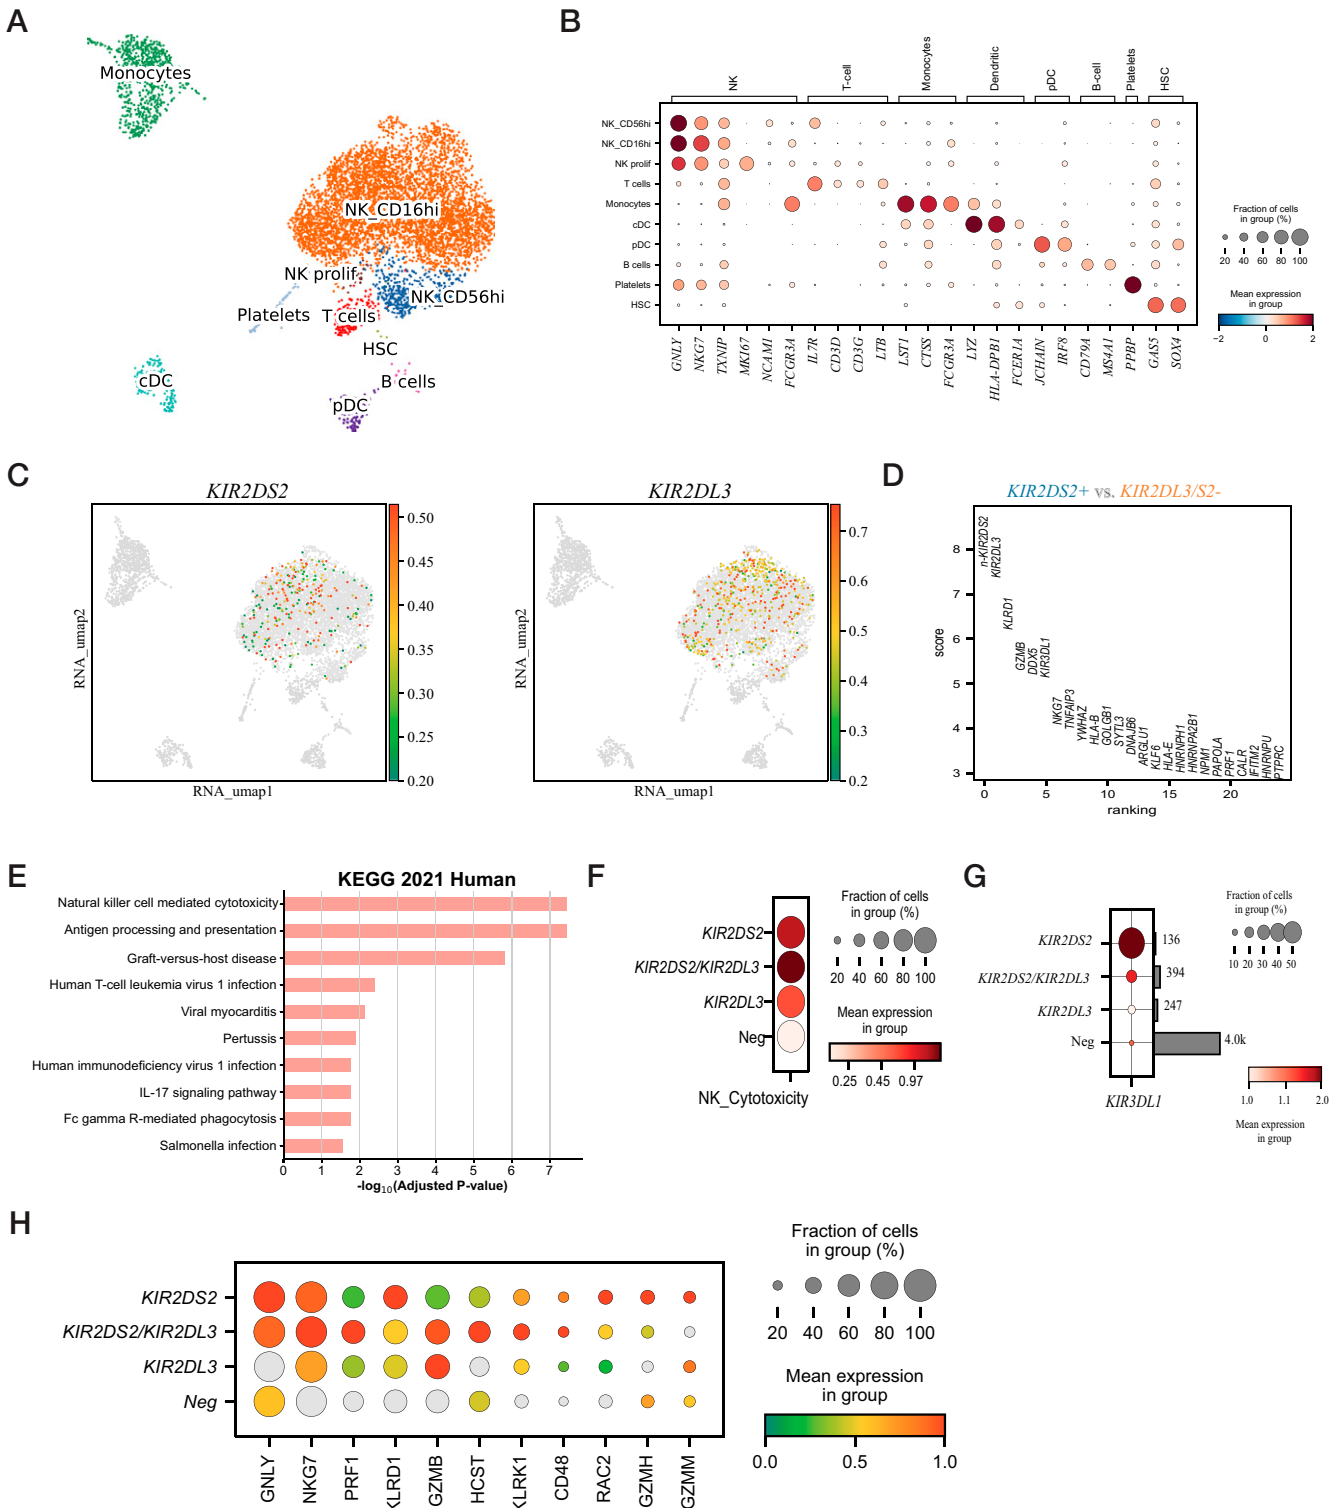 A
Monocytes
NK_CD16hi
NK prolif
NK_CD56hi
Platelets
T cells
HSC
cDC
B cells
pDC
B
NK
T-cell
Monocytes
Dendritic
pDC
B-cell
Platelets
HSC
NK_CD56hi
NK_CD16hi
NK prolif
T cells
Monocytes
cDC
pDC
B cells
Platelets
HSC
GNLY
NKG7
TXNIP
MKI67
NCAM1
FCGR3A
IL7R
CD3D
CD3G
LTB
LST1
CTSS
FCGR3A
LYZ
HLA-DPB1
FCER1A
JCHAIN
IRF8
CD79A
MS4A1
PPBP
GAS5
SOX4
Fraction of cells
in group (%)
20 40 60 80 100
Mean expression
in group
−2 0 2
C
KIR2DS2
RNA_umap2
RNA_umap1
0.50
0.45
0.40
0.35
0.30
0.25
0.20
KIR2DL3
RNA_umap2
RNA_umap1
0.7
0.6
0.5
0.4
0.3
0.2
D
KIR2DS2+ vs. KIR2DL3/S2-
score
8
7
6
5
4
3
n-KIR2DS2
KIR2DL3
KLRD1
GZMB
DDX5
KIR3DL1
NKG7
TNFAIP3
YWHAZ
HLA-B
GOLGB1
SYTL3
DNAJB6
ARGLU1
KLF6
HLA-E
HNRNPH1
HNRNPA2B1
NPM1
PAPOLA
PRF1
CALR
IFITM2
HNRNPU
PTPRC
0 5 10 15 20
ranking
E
KEGG 2021 Human
Natural killer cell mediated cytotoxicity
Antigen processing and presentation
Graft-versus-host disease
Human T-cell leukemia virus 1 infection
Viral myocarditis
Pertussis
Human immunodeficiency virus 1 infection
IL-17 signaling pathway
Fc gamma R-mediated phagocytosis
Salmonella infection
0 1 2 3 4 5 6 7
-log10(Adjusted P-value)
F
KIR2DS2
KIR2DS2/KIR2DL3
KIR2DL3
Neg
NK_Cytotoxicity
Fraction of cells
in group (%)
20 40 60 80 100
Mean expression
in group
0.25 0.45 0.97
G
KIR2DS2
KIR2DS2/KIR2DL3
KIR2DL3
Neg
136
394
247
4.0k
KIR3DL1
Fraction of cells
in group (%)
10 20 30 40 50
1.0 1.1 2.0
Mean expression
in group
H
KIR2DS2
KIR2DS2/KIR2DL3
KIR2DL3
Neg
GNLY
NKG7
PRF1
KLRD1
GZMB
HCST
KLRK1
CD48
RAC2
GZMH
GZMM
Fraction of cells
in group (%)
20 40 60 80 100
Mean expression
in group
0.0 0.5 1.0